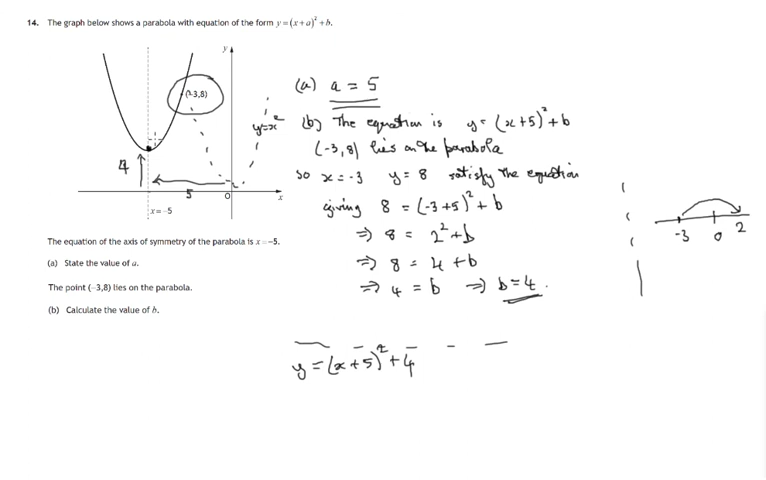 14. The graph below shows a parabola with equation of the form y = (x + a)² + b.
y
(-3,8)
y=x²
4
5
0
x
x = -5
The equation of the axis of symmetry of the parabola is x = -5.
(a) State the value of a.
The point (-3,8) lies on the parabola.
(b) Calculate the value of b.
(a) a = 5
(b) The equation is y = (x+5)² + b
(-3, 8) lies on the parabola
so x = -3 y = 8 satisfy the equation
giving 8 = (-3+5)² + b
⇒ 8 = 2² + b
⇒ 8 = 4 + b
⇒ 4 = b ⇒ b = 4.
-3 0 2
y = (x+5)² + 4